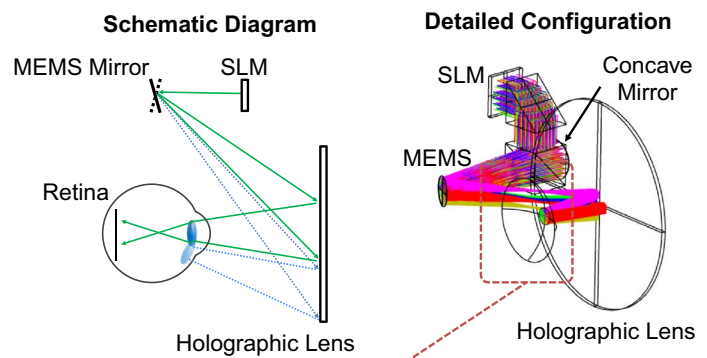 Schematic Diagram
MEMS Mirror
SLM
Retina
Holographic Lens
Detailed Configuration
SLM
Concave
Mirror
MEMS
Holographic Lens